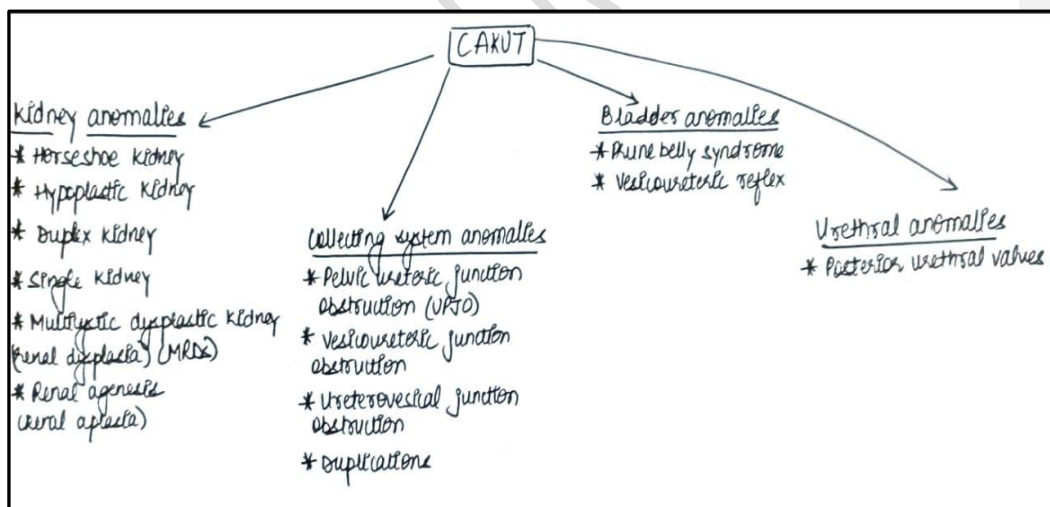 CAKUT
Kidney anomalies
* Horseshoe kidney
* Hypoplastic kidney
* Duplex kidney
* Single kidney
* Multicystic dysplastic kidney
(renal dysplasia) (MRDs)
* Renal agenesis
(renal aplasia)
Collecting system anomalies
* Pelvic ureteric junction
obstruction (UPJO)
* Vesicoureteric junction
obstruction
* Ureterovesical junction
obstruction
* Duplications
Bladder anomalies
* Prune belly syndrome
* Vesicoureteric reflex
Urethral anomalies
* Posterior urethral valves